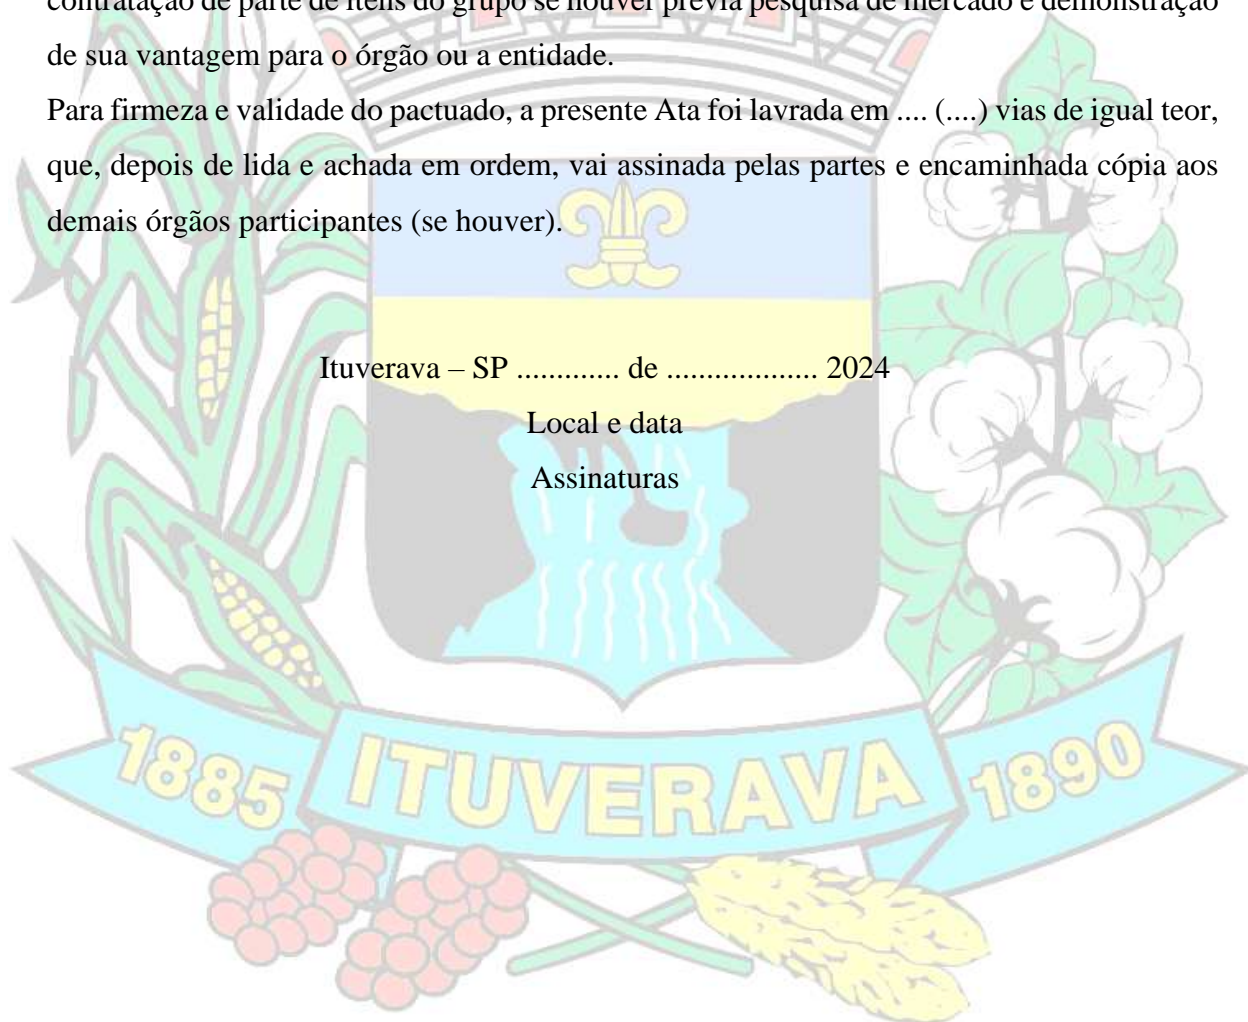 contratação de parte de itens do grupo se houver prévia pesquisa de mercado e demonstração
de sua vantagem para o órgão ou a entidade.
Para firmeza e validade do pactuado, a presente Ata foi lavrada em .... (....) vias de igual teor,
que, depois de lida e achada em ordem, vai assinada pelas partes e encaminhada cópia aos
demais órgãos participantes (se houver).
Ituverava – SP ............. de ................... 2024
Local e data
Assinaturas
1885 ITUVERAVA 1890